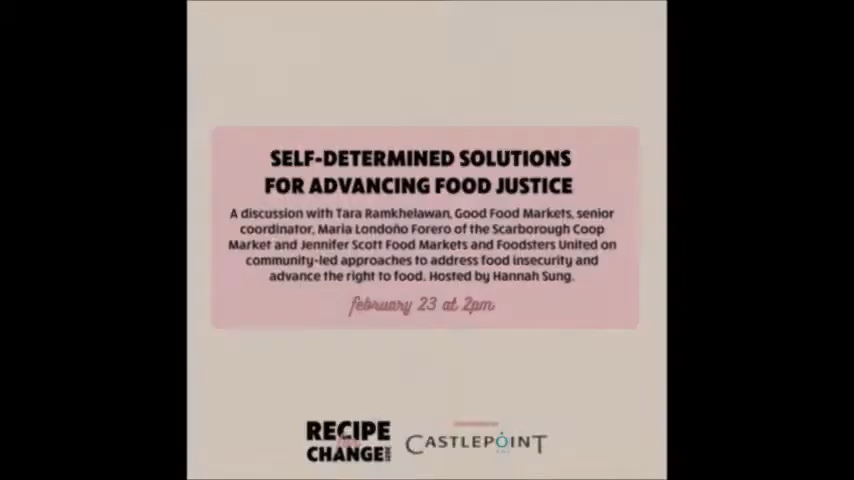 SELF-DETERMINED SOLUTIONS
FOR ADVANCING FOOD JUSTICE
A discussion with Tara Ramkhelawan, Good Food Markets, senior
coordinator, Maria Londoño Forero of the Scarborough Coop
Market and Jennifer Scott Food Markets and Foodsters United on
community-led approaches to address food insecurity and
advance the right to food. Hosted by Hannah Sung.
february 23 at 2pm
RECIPE
CHANGE
CASTLEPOINT